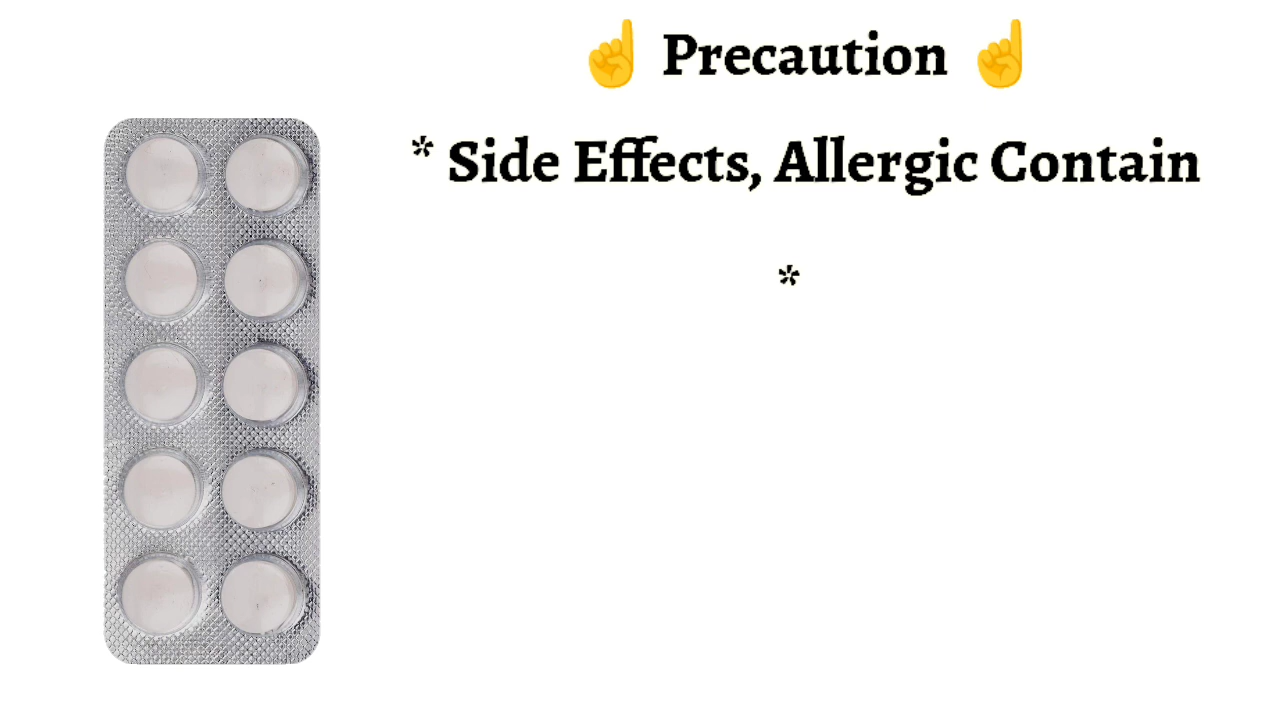 ☝ Precaution ☝
* Side Effects, Allergic Contain
*